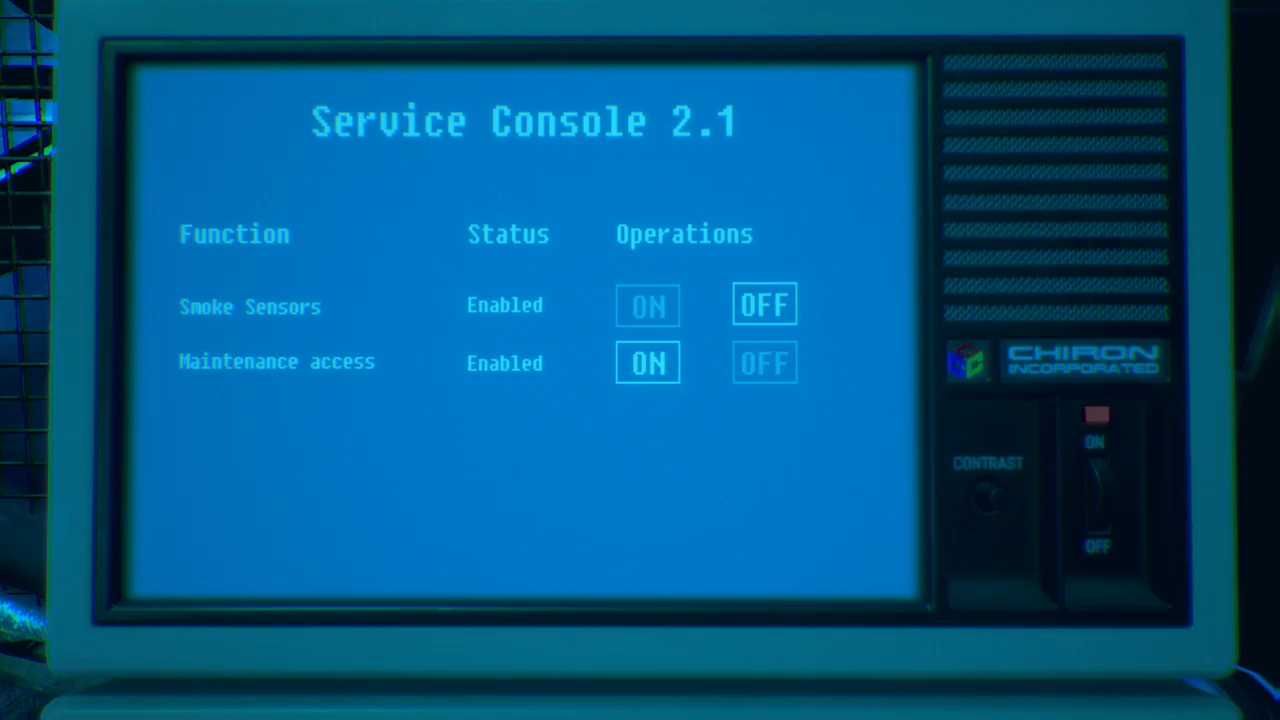 Service Console 2.1
Function Status Operations
Smoke Sensors Enabled ON OFF
Maintenance access Enabled ON OFF
CHIRON
INCORPORATED
CONTRAST
ON
OFF